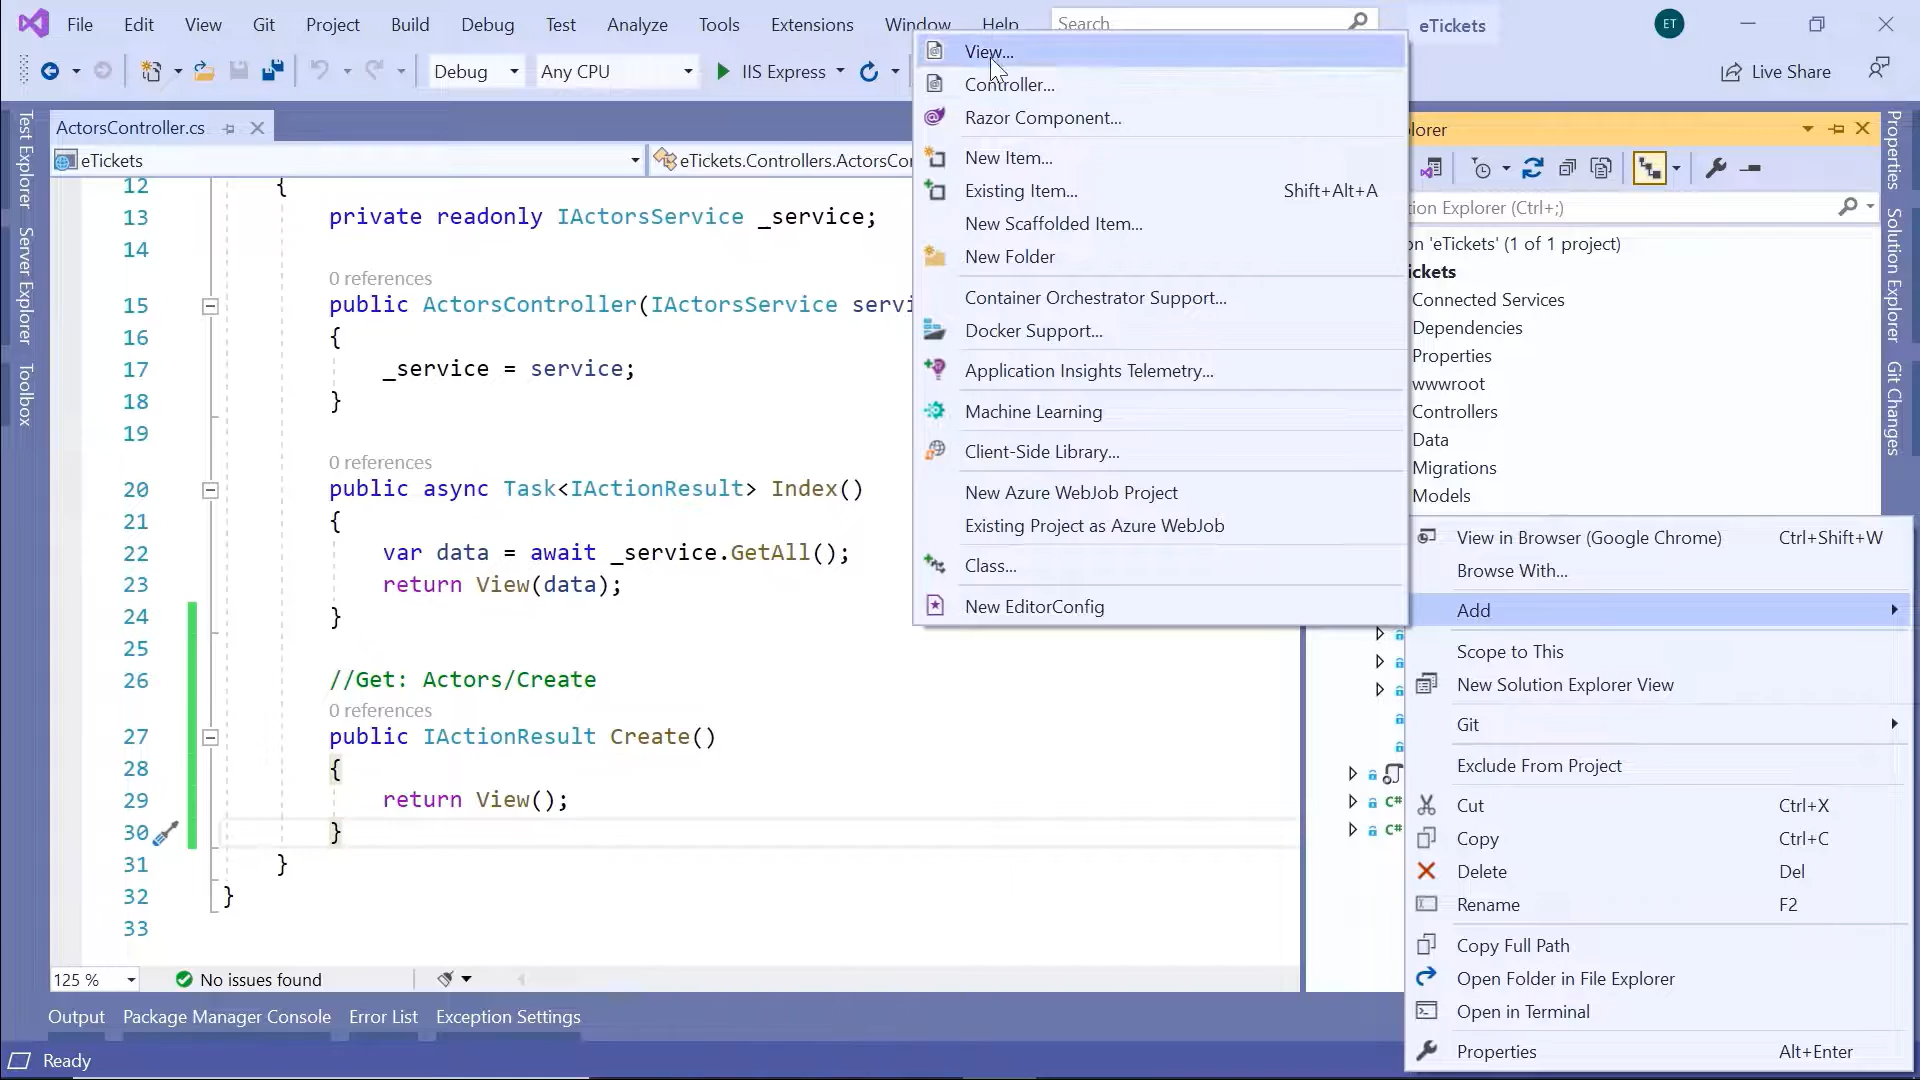 File Edit View Git Project Build Debug Test Analyze Tools Extensions Window Help Search eTickets ET
Debug Any CPU IIS Express Live Share
View...
Controller...
Razor Component...
New Item...
Existing Item... Shift+Alt+A
New Scaffolded Item...
New Folder
Container Orchestrator Support...
Docker Support...
Application Insights Telemetry...
Machine Learning
Client-Side Library...
New Azure WebJob Project
Existing Project as Azure WebJob
Class...
New EditorConfig
Test Explorer
Server Explorer
Toolbox
ActorsController.cs
eTickets eTickets.Controllers.ActorsCon
12 {
13 private readonly IActorsService _service;
14
0 references
15 public ActorsController(IActorsService servi
16 {
17 _service = service;
18 }
19
0 references
20 public async Task<IActionResult> Index()
21 {
22 var data = await _service.GetAll();
23 return View(data);
24 }
25
26 //Get: Actors/Create
0 references
27 public IActionResult Create()
28 {
29 return View();
30 }
31 }
32 }
33
125 % No issues found
Output Package Manager Console Error List Exception Settings
Ready
lorer
tion Explorer (Ctrl+;)
on 'eTickets' (1 of 1 project)
ickets
Connected Services
Dependencies
Properties
wwwroot
Controllers
Data
Migrations
Models
C#
C#
View in Browser (Google Chrome) Ctrl+Shift+W
Browse With...
Add
Scope to This
New Solution Explorer View
Git
Exclude From Project
Cut Ctrl+X
Copy Ctrl+C
Delete Del
Rename F2
Copy Full Path
Open Folder in File Explorer
Open in Terminal
Properties Alt+Enter
Properties
Solution Explorer
Git Changes